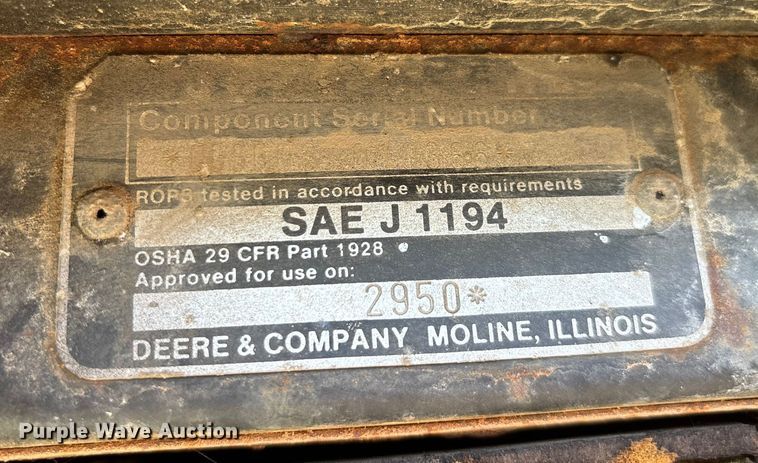 Component Serial Number
ROPS tested in accordance with requirements
SAE J 1194
OSHA 29 CFR Part 1928
Approved for use on:
2950*
DEERE & COMPANY MOLINE, ILLINOIS
Purple Wave Auction